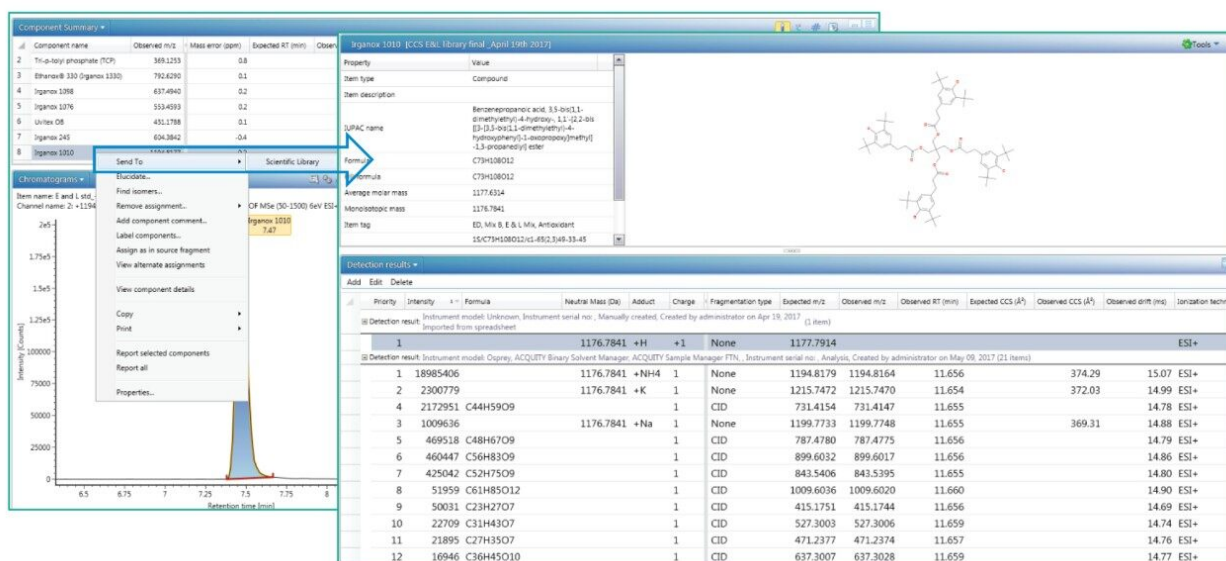 Component Summary
Component name Observed m/z Mass error (ppm) Expected RT (min)
2 Tri-p-tolyl phosphate (TCP) 369.1253 0.8
3 Ethanox® 330 (Irganox 1330) 792.6290 0.1
4 Irganox 1098 637.4940 0.2
5 Irganox 1076 553.4593 0.2
6 Uvitex OB 431.1788 0.1
7 Irganox 245 604.3842 -0.4
8 Irganox 1010
Send To
Scientific Library
Elucidate...
Find isomers...
Remove assignment...
Add component comment...
Label components...
Assign as in source fragment
View alternate assignments
View component details
Copy
Print
Report selected components
Report all
Properties...
Chromatograms
Item name: E and L std_
Channel name: 2: +1194
OF MSe (50-1500) 6eV ESI+
Irganox 1010
7.47
Intensity [Counts]
2e5
1.75e5
1.5e5
1.25e5
100000
75000
50000
25000
0
6.5 6.75 7 7.25 7.5 7.75 8
Retention time [min]
Irganox 1010 [CCS E&L library final _April 19th 2017]
Tools
Property Value
Item type Compound
Item description
IUPAC name
Benzenepropanoic acid, 3,5-bis(1,1-
dimethylethyl)-4-hydroxy-, 1,1'-[2,2-bis
[[3-[3,5-bis(1,1-dimethylethyl)-4-
hydroxyphenyl]-1-oxopropoxy]methyl]
-1,3-propanediyl] ester
Formula C73H108O12
formula C73H108O12
Average molar mass 1177.6314
Monoisotopic mass 1176.7841
Item tag ED, Mix B, E & L Mix, Antioxidant
1S/C73H108O12/c1-65(2,3)49-33-45
Detection results
Add Edit Delete
Priority Intensity Formula Neutral Mass (Da) Adduct Charge Fragmentation type Expected m/z Observed m/z Observed RT (min) Expected CCS (Å²) Observed CCS (Å²) Observed drift (ms) Ionization techn
Detection result: Instrument model: Unknown, Instrument serial no: , Manually created, Created by administrator on Apr 19, 2017 (1 item)
Imported from spreadsheet
1 1176.7841 +H +1 None 1177.7914 ESI+
Detection result: Instrument model: Osprey, ACQUITY Binary Solvent Manager, ACQUITY Sample Manager FTN, , Instrument serial no: , Analysis, Created by administrator on May 09, 2017 (21 items)
1 18985406 1176.7841 +NH4 1 None 1194.8179 1194.8164 11.656 374.29 15.07 ESI+
2 2300779 1176.7841 +K 1 None 1215.7472 1215.7470 11.654 372.03 14.99 ESI+
4 2172951 C44H59O9 1 CID 731.4154 731.4147 11.655 14.78 ESI+
3 1009636 1176.7841 +Na 1 None 1199.7733 1199.7748 11.655 369.31 14.88 ESI+
5 469518 C48H67O9 1 CID 787.4780 787.4775 11.656 14.79 ESI+
6 460447 C56H83O9 1 CID 899.6032 899.6017 11.656 14.86 ESI+
7 425042 C52H75O9 1 CID 843.5406 843.5395 11.655 14.80 ESI+
8 51959 C61H85O12 1 CID 1009.6036 1009.6020 11.660 14.90 ESI+
9 50031 C23H27O7 1 CID 415.1751 415.1744 11.656 14.69 ESI+
10 22709 C31H43O7 1 CID 527.3003 527.3006 11.659 14.74 ESI+
11 21895 C27H35O7 1 CID 471.2377 471.2374 11.657 14.76 ESI+
12 16946 C36H45O10 1 CID 637.3007 637.3028 11.659 14.77 ESI+